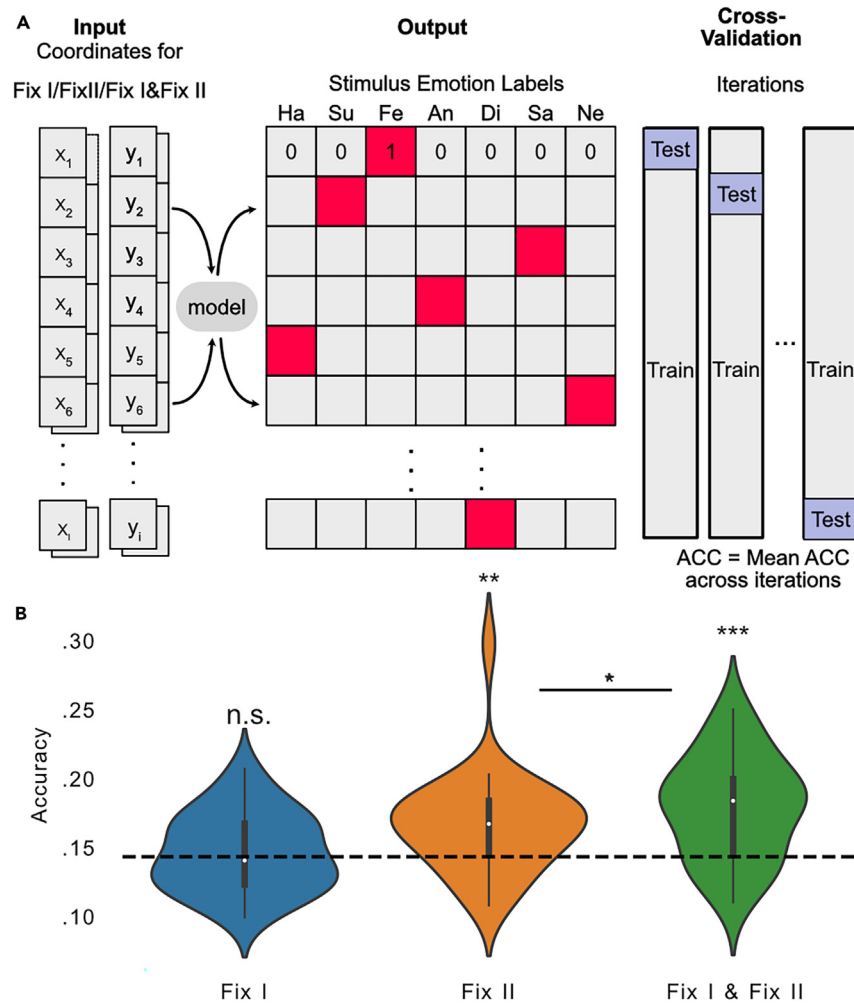 A
Input
Coordinates for
Fix I/FixII/Fix I&Fix II
Output
Stimulus Emotion Labels
Ha Su Fe An Di Sa Ne
Cross-
Validation
Iterations
x1 y1
0 0 1 0 0 0 0
x2 y2
x3 y3
x4 y4
x5 y5
x6 y6
xi yi
model
Test
Test
Train Train ... Train
Test
ACC = Mean ACC
across iterations
B
Accuracy
.30
.25
.20
.15
.10
n.s.
**
*
***
Fix I Fix II Fix I & Fix II